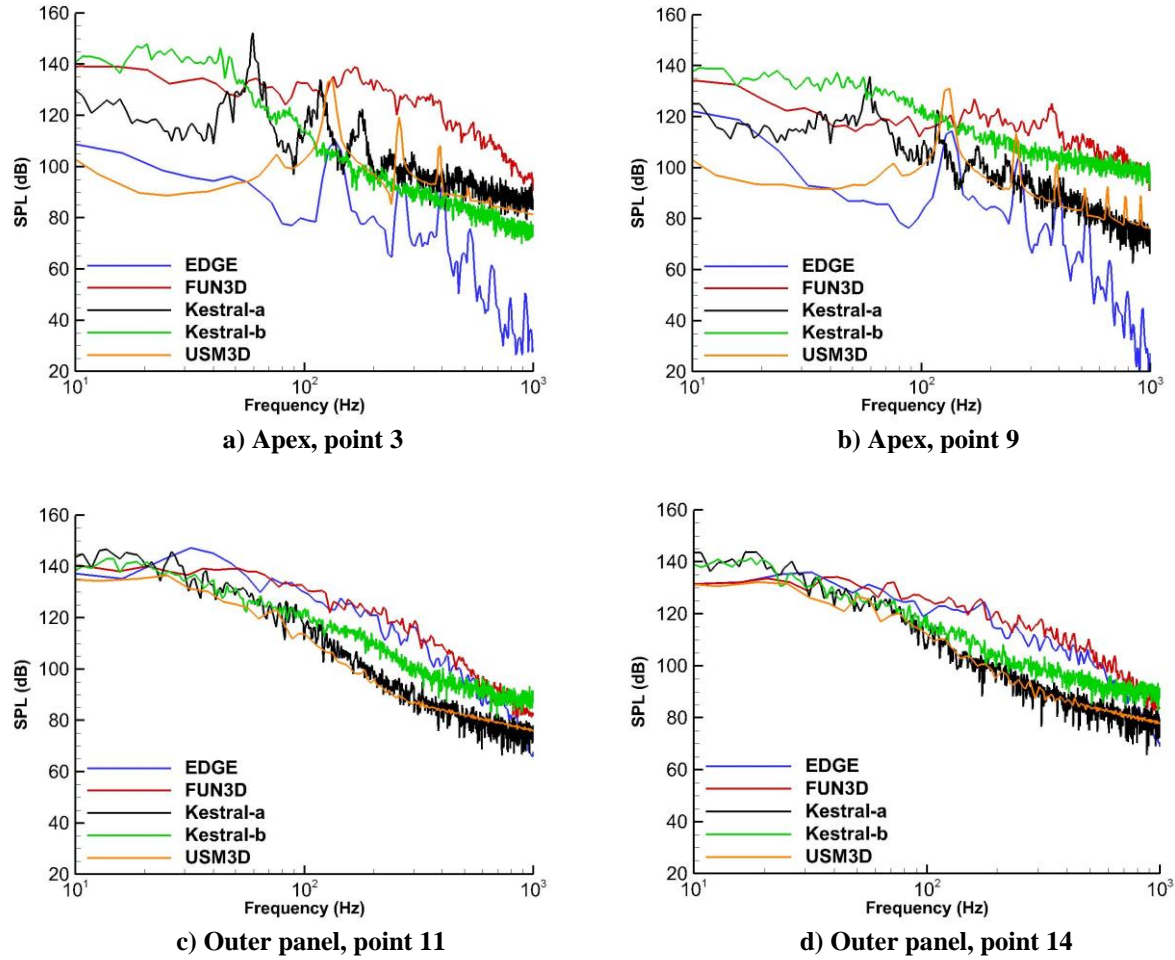 160
140
120
100
80
60
40
20
SPL (dB)
EDGE
FUN3D
Kestral-a
Kestral-b
USM3D
10¹ 10² 10³
Frequency (Hz)
a) Apex, point 3
160
140
120
100
80
60
40
20
SPL (dB)
EDGE
FUN3D
Kestral-a
Kestral-b
USM3D
10¹ 10² 10³
Frequency (Hz)
b) Apex, point 9
160
140
120
100
80
60
40
20
SPL (dB)
EDGE
FUN3D
Kestral-a
Kestral-b
USM3D
10¹ 10² 10³
Frequency (Hz)
c) Outer panel, point 11
160
140
120
100
80
60
40
20
SPL (dB)
EDGE
FUN3D
Kestral-a
Kestral-b
USM3D
10¹ 10² 10³
Frequency (Hz)
d) Outer panel, point 14